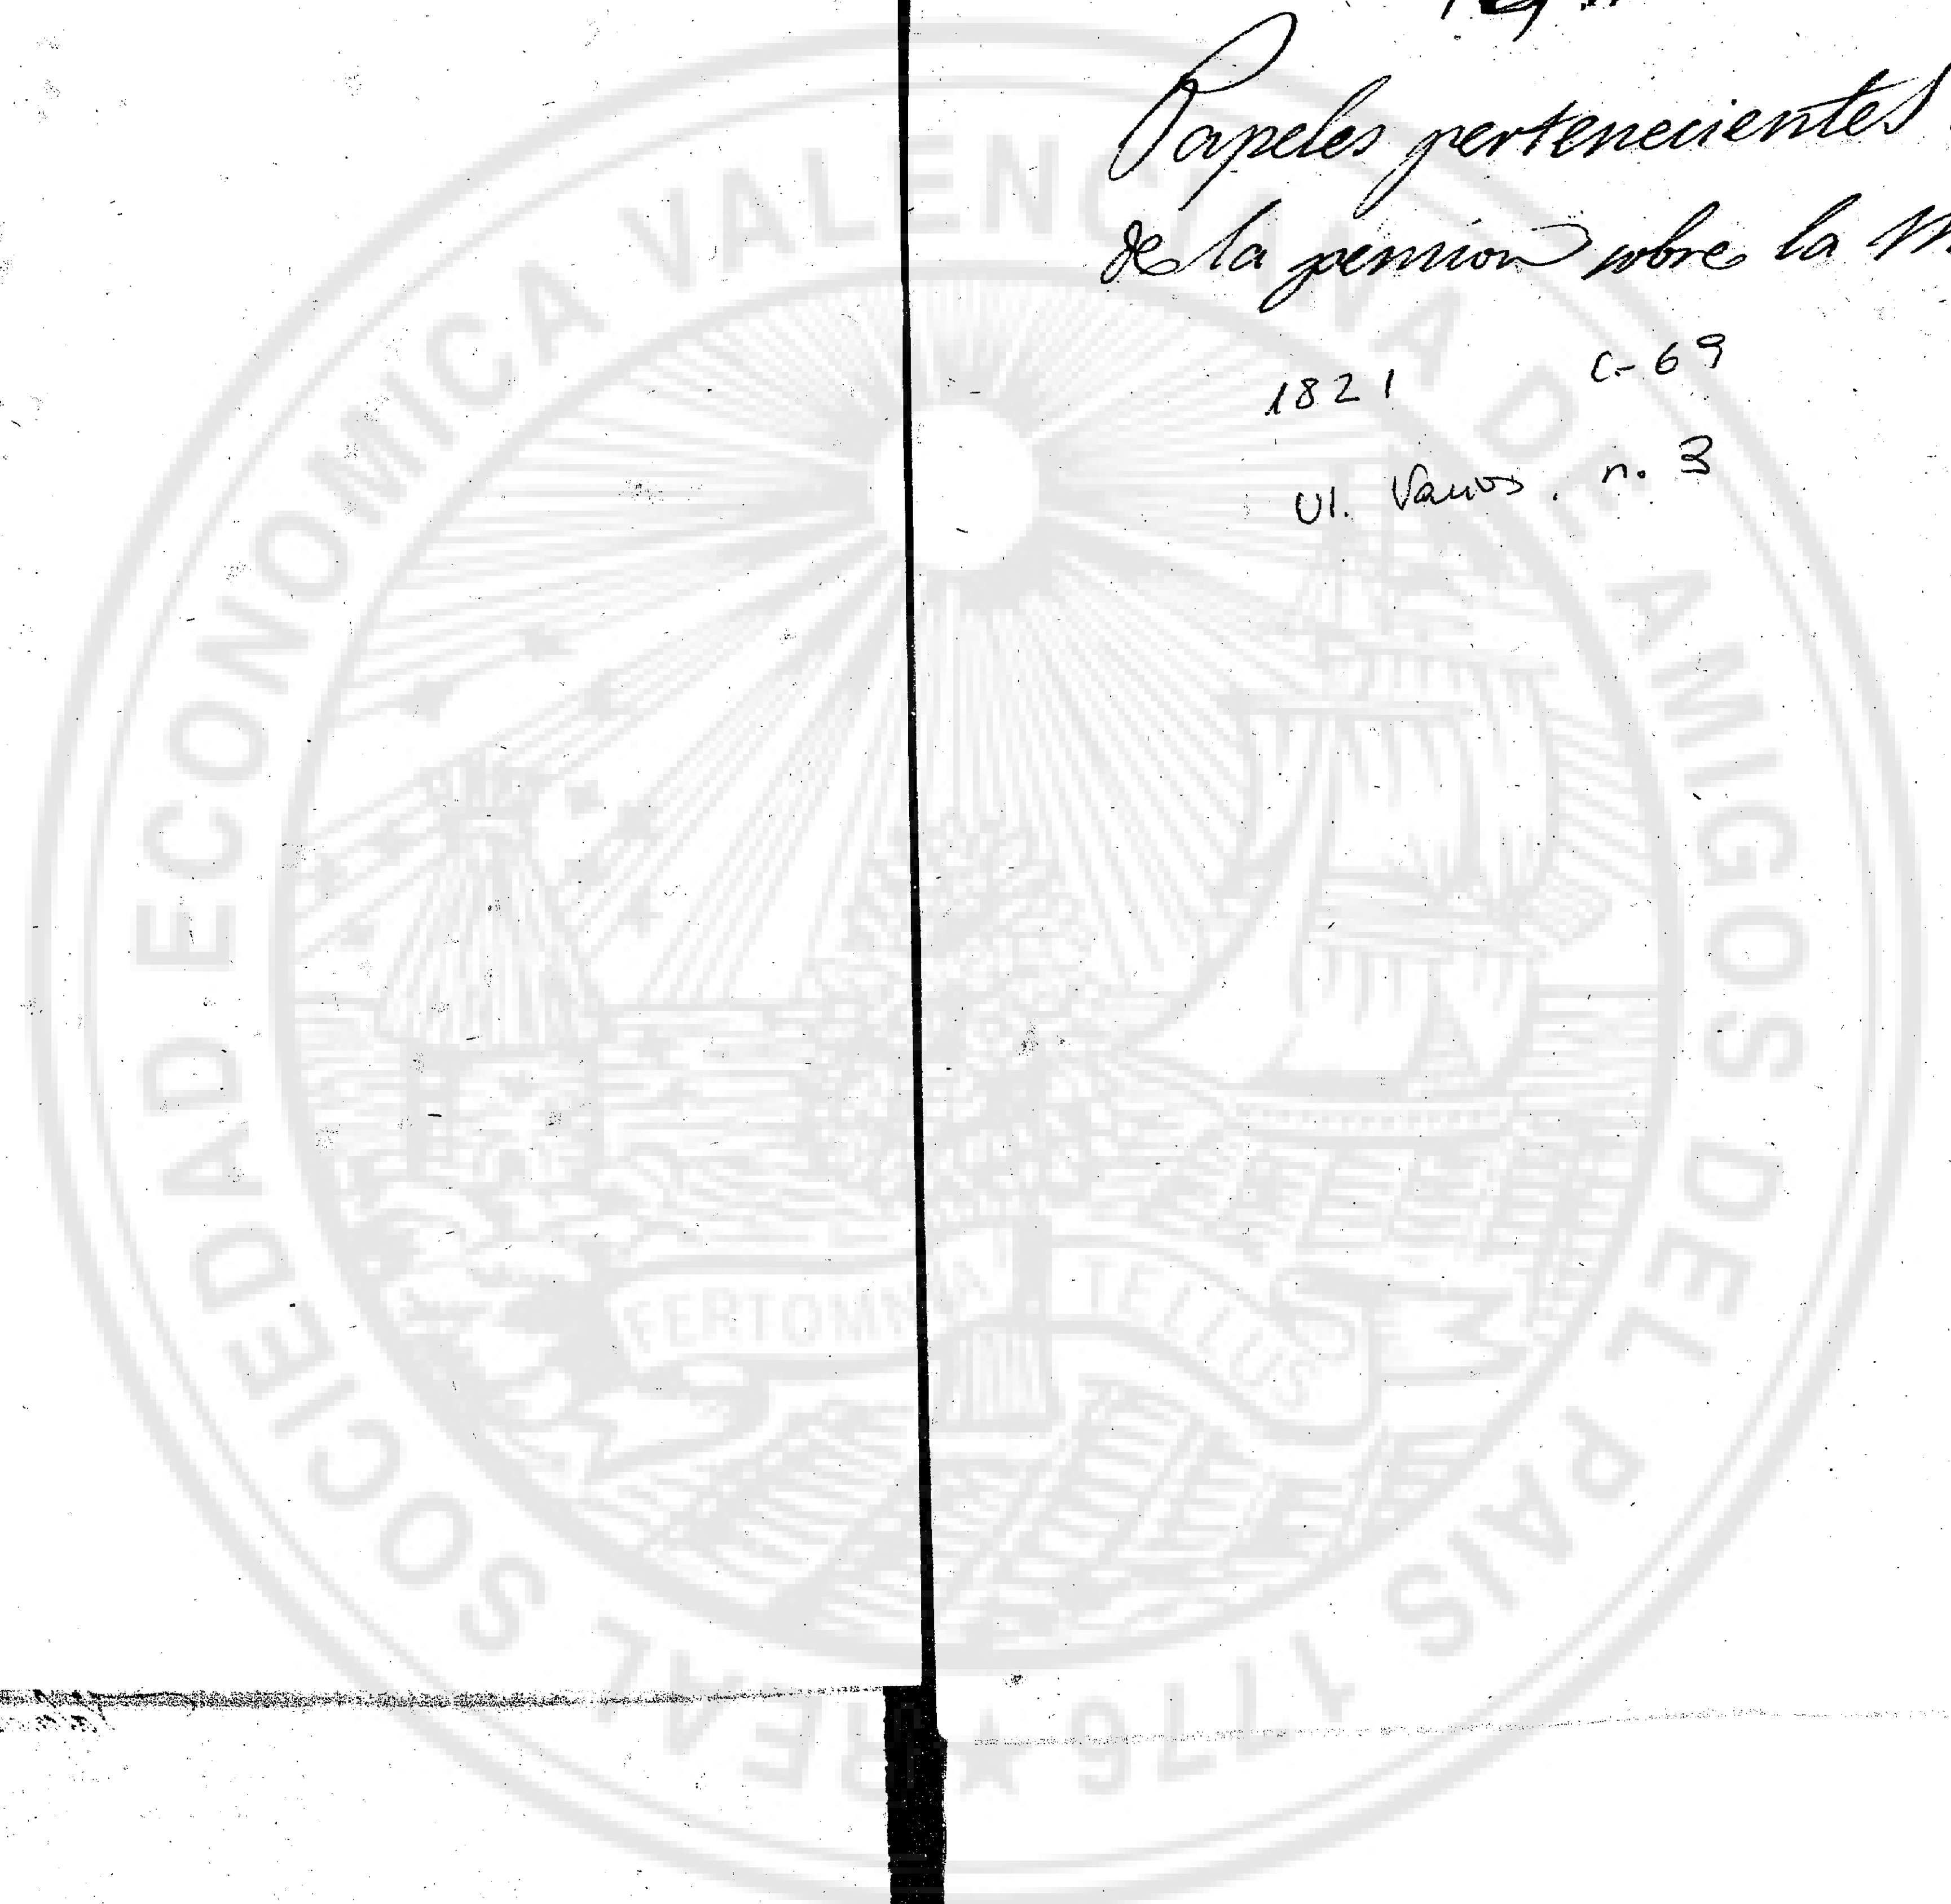 Papeles pertenecientes
de la pension sobre la
1821 C-69
VI. Varios, n. 3
REAL SOCIEDAD ECONOMICA VALENCIANA DE AMIGOS DEL PAIS 1776
FERT OMNIA TELLUS